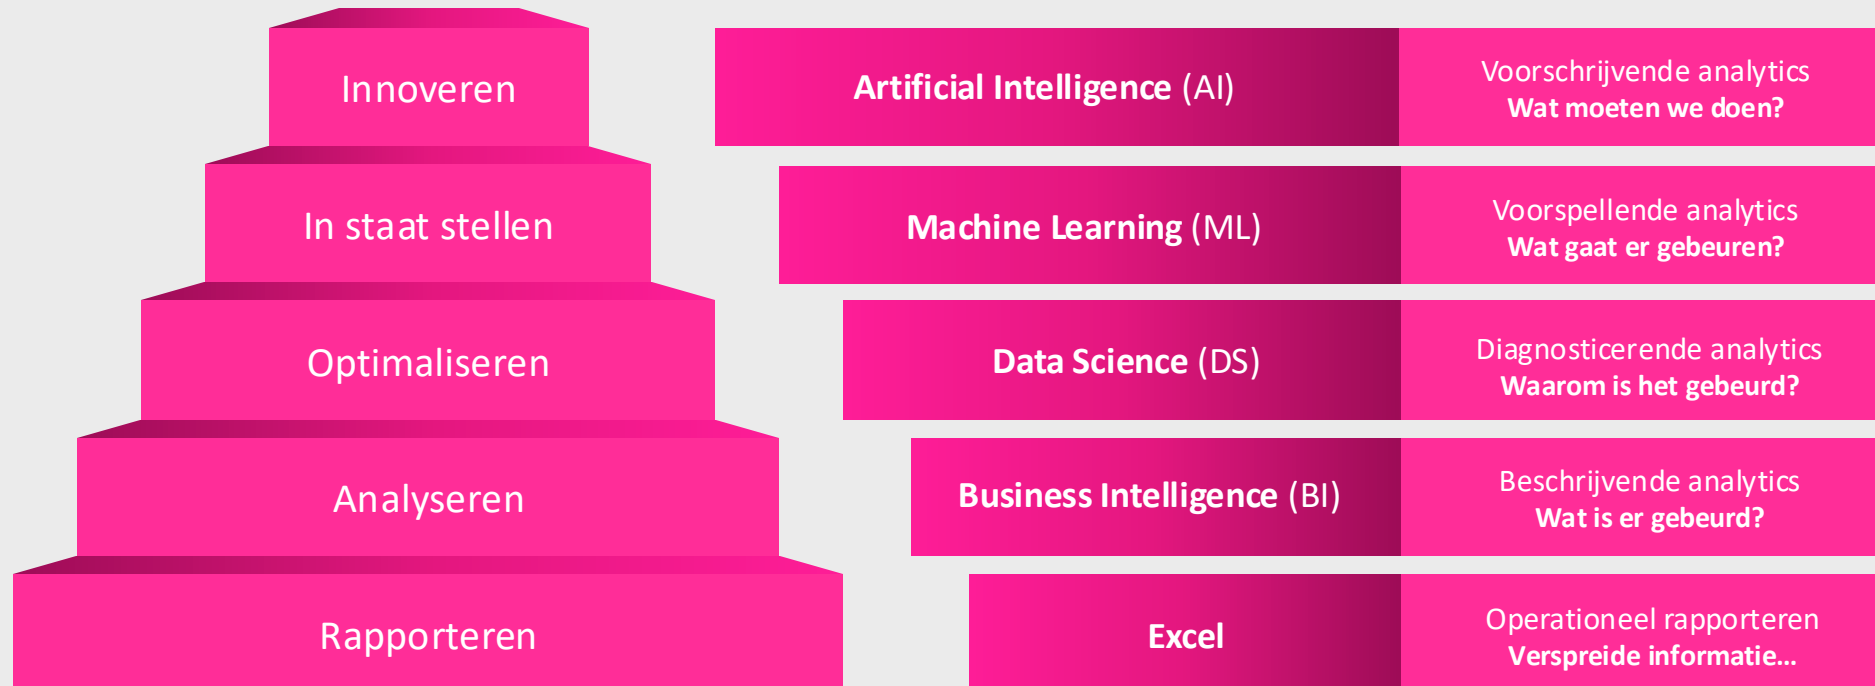 Innoveren
Artificial Intelligence (AI)
Voorschrijvende analytics
Wat moeten we doen?
In staat stellen
Machine Learning (ML)
Voorspellende analytics
Wat gaat er gebeuren?
Optimaliseren
Data Science (DS)
Diagnosticerende analytics
Waarom is het gebeurd?
Analyseren
Business Intelligence (BI)
Beschrijvende analytics
Wat is er gebeurd?
Rapporteren
Excel
Operationeel rapporteren
Verspreide informatie...